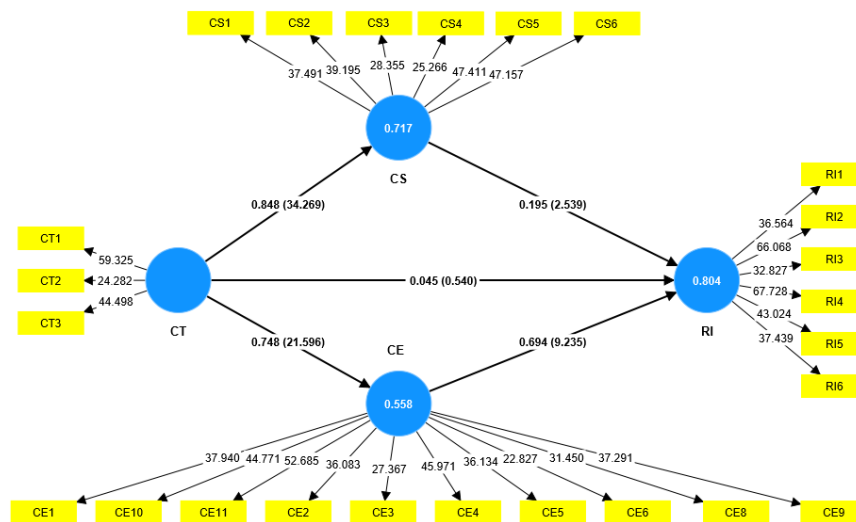 CS1 CS2 CS3 CS4 CS5 CS6
37.491 39.195 28.355 25.266 47.411 47.157
0.717
CS
0.848 (34.269) 0.195 (2.539)
CT1
CT2
CT3
59.325
24.282
44.498
CT
0.045 (0.540)
RI1
RI2
RI3
RI4
RI5
RI6
36.564
66.068
32.827
67.728
43.024
37.439
0.804
RI
0.748 (21.596) 0.694 (9.235)
CE
0.558
37.940 44.771 52.685 36.083 27.367 45.971 36.134 22.827 31.450 37.291
CE1 CE10 CE11 CE2 CE3 CE4 CE5 CE6 CE8 CE9